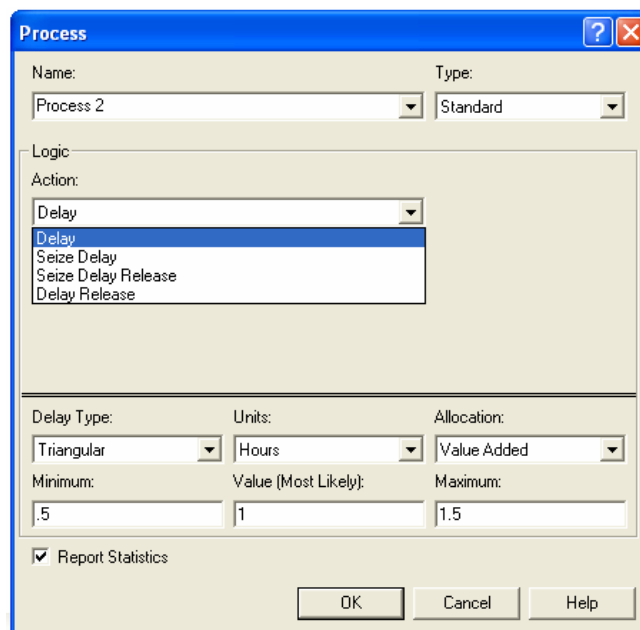 Process
Name: Type:
Process 2 Standard
Logic
Action:
Delay
Delay
Seize Delay
Seize Delay Release
Delay Release
Delay Type: Units: Allocation:
Triangular Hours Value Added
Minimum: Value (Most Likely): Maximum:
.5 1 1.5
Report Statistics
OK Cancel Help